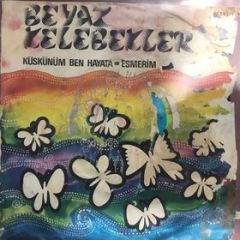 BEYAZ
KELEBEKLER
KÜSKÜNÜM BEN HAYATA - ESMERİM